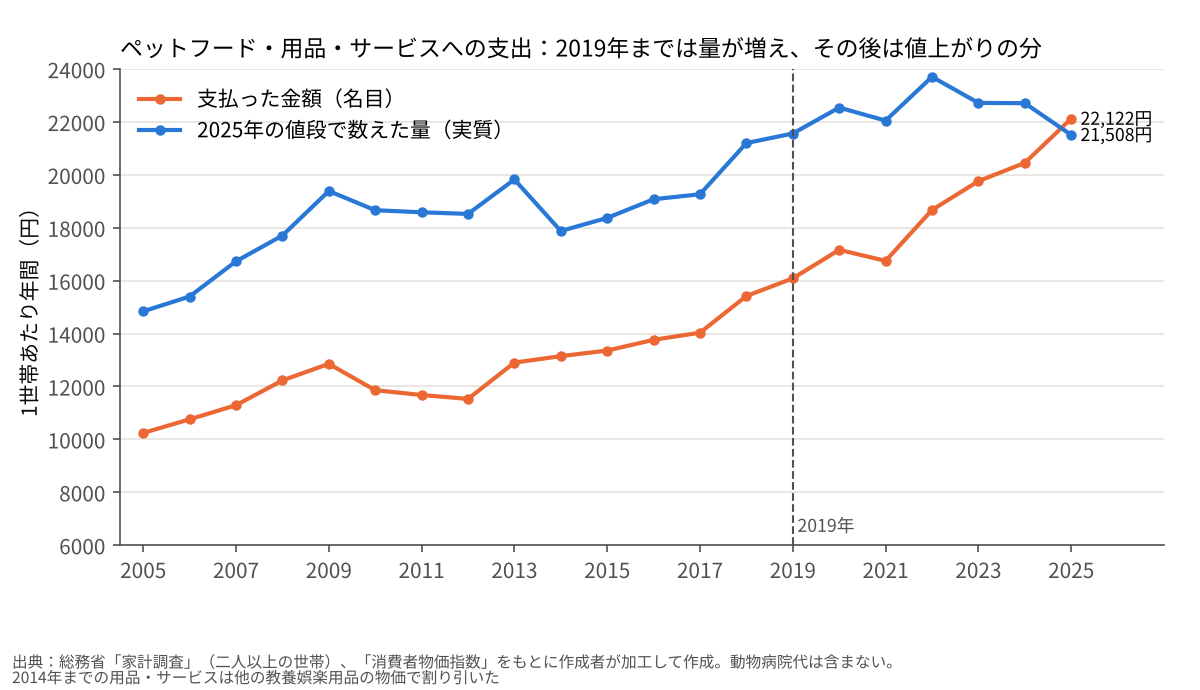 ペットフード・用品・サービスへの支出：2019年までは量が増え、その後は値上がりの分
支払った金額（名目）
2025年の値段で数えた量（実質）
1世帯あたり年間（円）
24000
22000
20000
18000
16000
14000
12000
10000
8000
6000
22,122円
21,508円
2019年
2005
2007
2009
2011
2013
2015
2017
2019
2021
2023
2025
出典：総務省「家計調査」（二人以上の世帯）、「消費者物価指数」をもとに作成者が加工して作成。動物病院代は含まない。
2014年までの用品・サービスは他の教養娯楽用品の物価で割り引いた